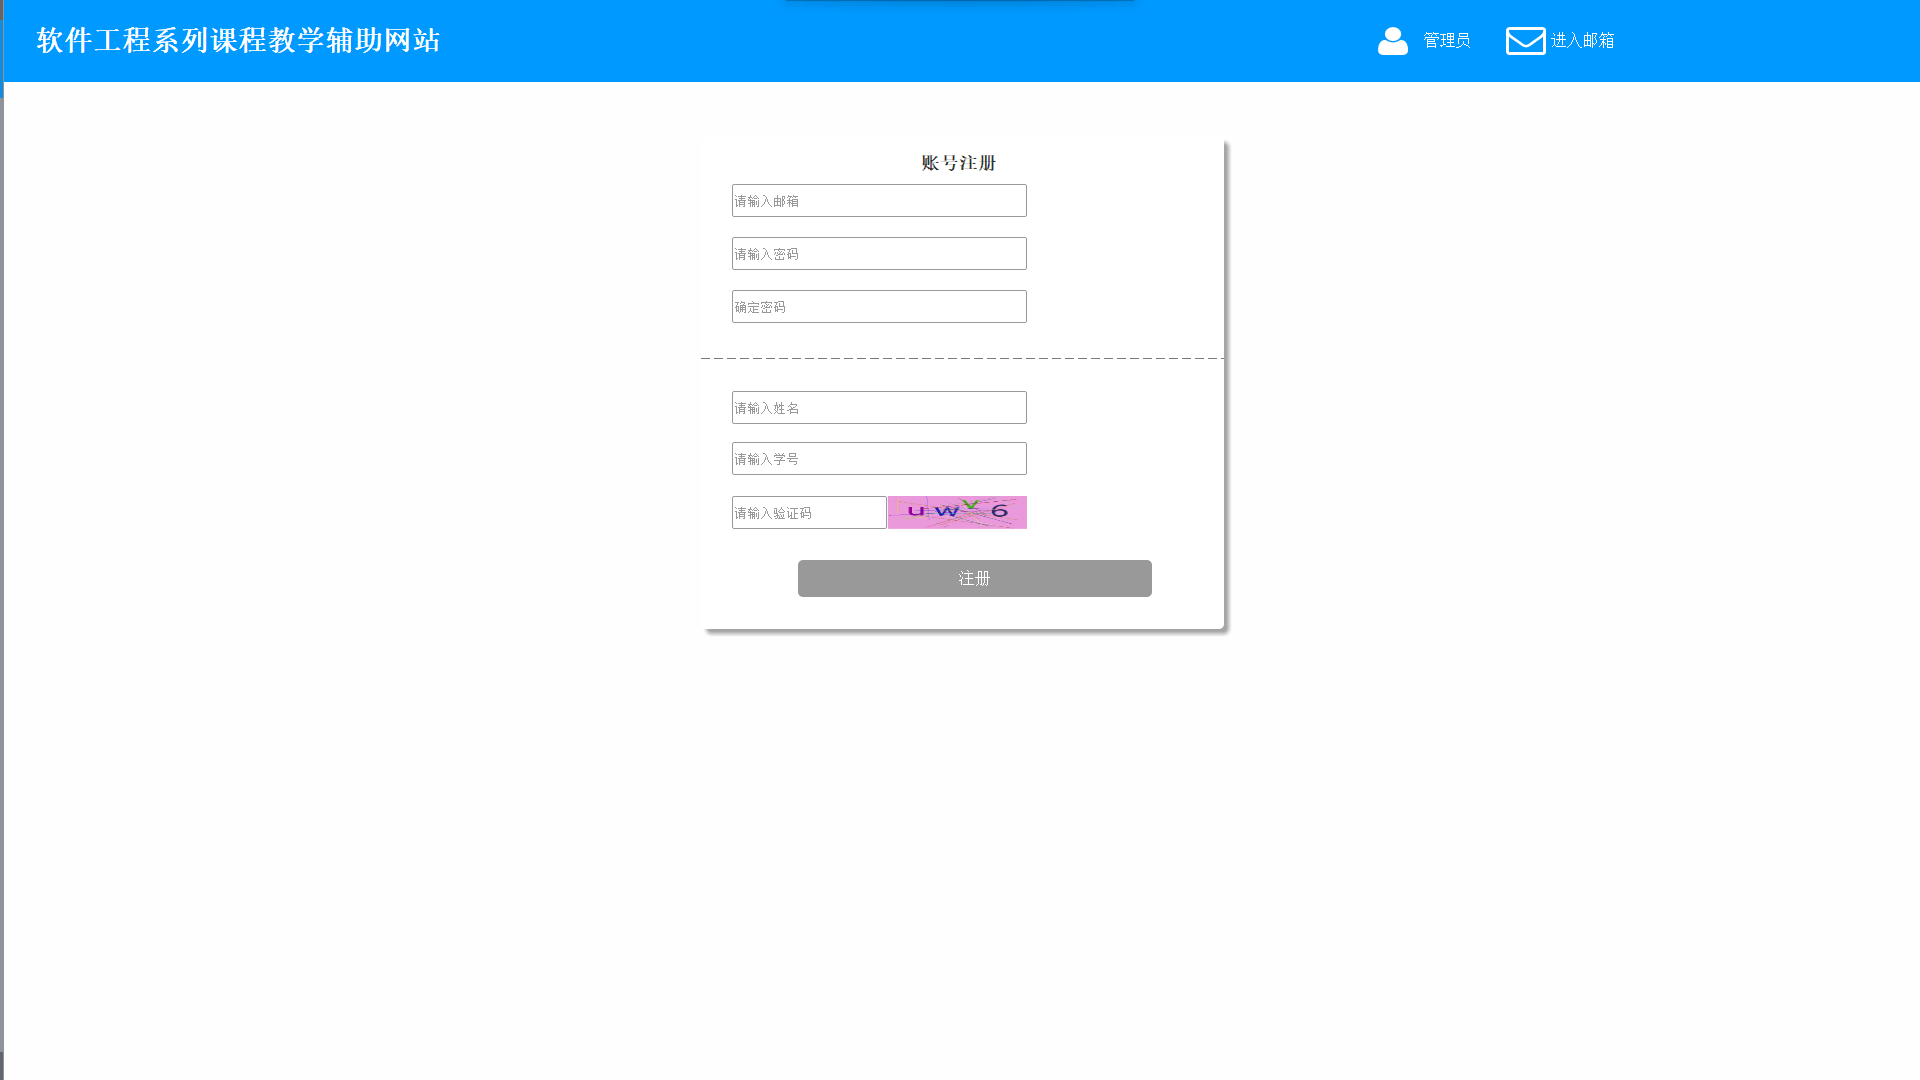 软件工程系列课程教学辅助网站
管理员
进入邮箱
账号注册
请输入邮箱
请输入密码
确定密码
请输入姓名
请输入学号
请输入验证码
u w Y 6
注册